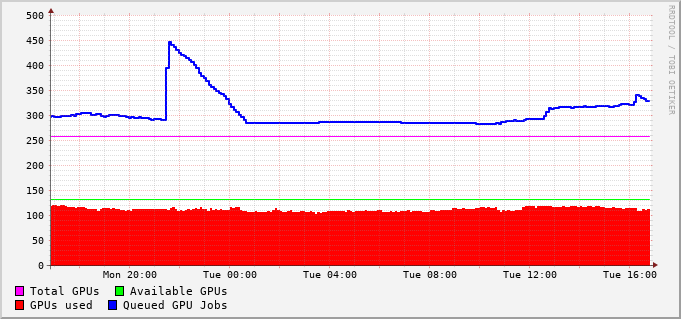 500
450
400
350
300
250
200
150
100
50
0
Mon 20:00 Tue 00:00 Tue 04:00 Tue 08:00 Tue 12:00 Tue 16:00
Total GPUs Available GPUs
GPUs used Queued GPU Jobs
RRDTOOL / TOBI OETIKER